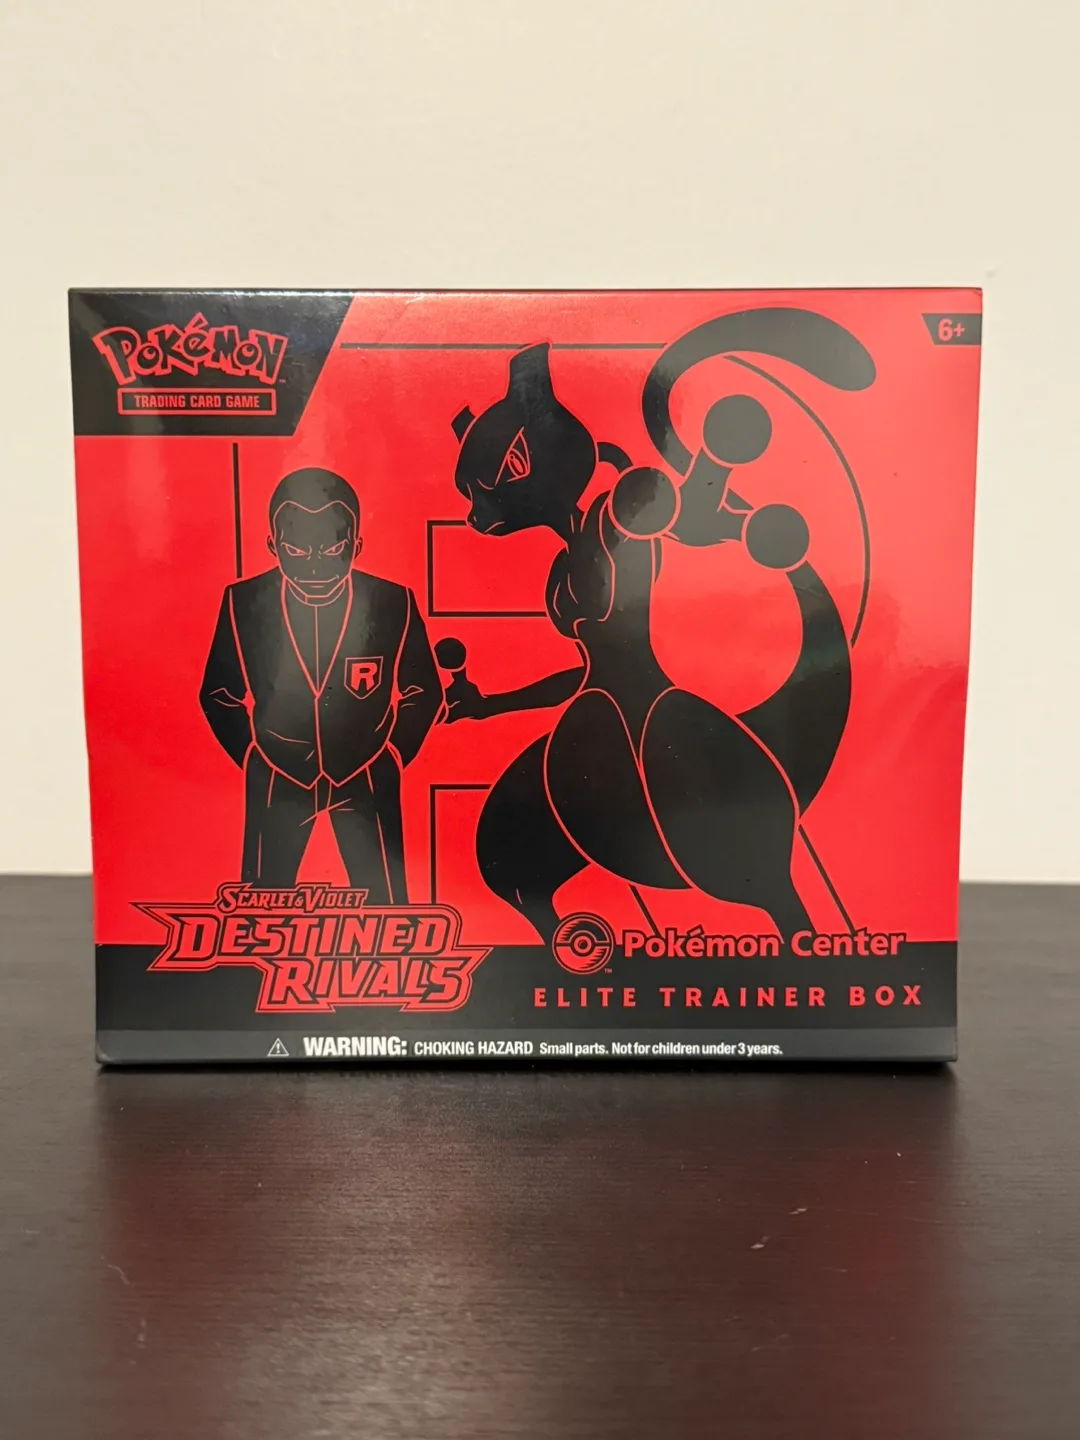 POKéMON
TRADING CARD GAME
6+
R
SCARLET & VIOLET
DESTINED
RIVALS
Pokémon Center
TM
ELITE TRAINER BOX
WARNING: CHOKING HAZARD Small parts. Not for children under 3 years.